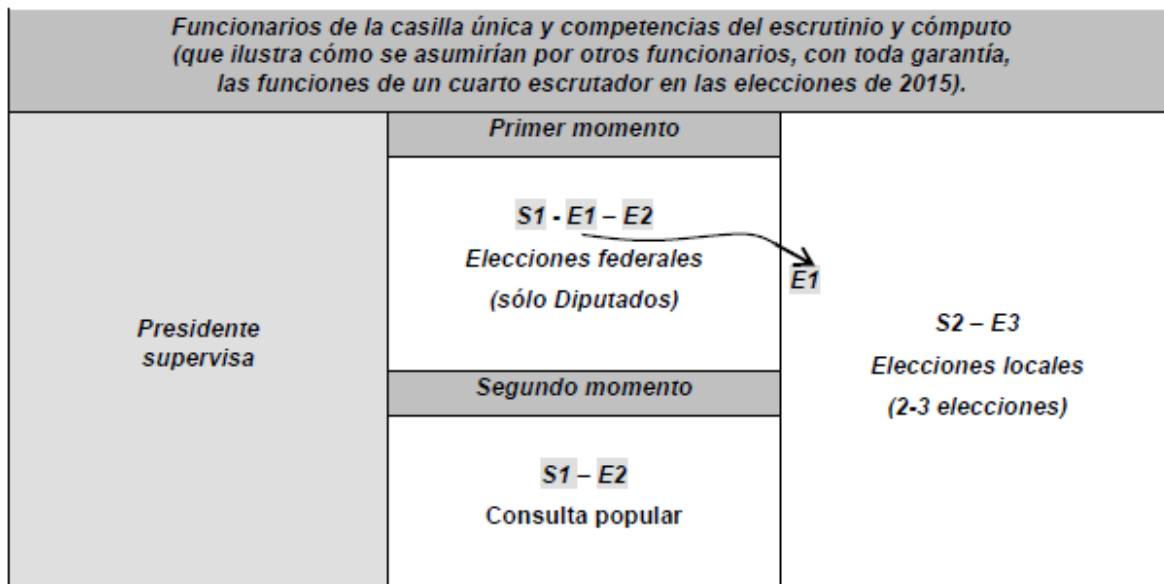 Funcionarios de la casilla única y competencias del escrutinio y cómputo
(que ilustra cómo se asumirían por otros funcionarios, con toda garantía,
las funciones de un cuarto escrutador en las elecciones de 2015).
Presidente
supervisa
Primer momento
S1 - E1 – E2
Elecciones federales
(sólo Diputados)
Segundo momento
S1 – E2
Consulta popular
E1
S2 – E3
Elecciones locales
(2-3 elecciones)